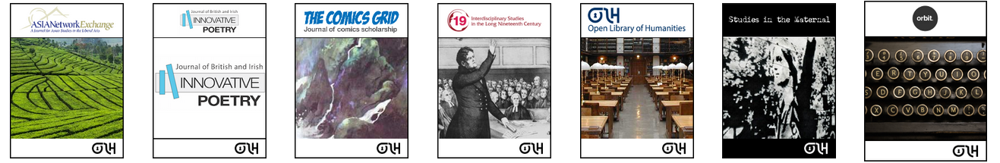 ASIANetworkExchange
A Journal for Asian Studies in the Liberal Arts
OLH
Journal of British and Irish
INNOVATIVE
POETRY
Journal of British and Irish
INNOVATIVE
POETRY
OLH
THE COMICS GRID
Journal of comics scholarship
OLH
19
Interdisciplinary Studies
in the Long Nineteenth Century
OLH
OLH
Open Library of Humanities
OLH
Studies in the Maternal
OLH
orbit.
E R T Y U I O
S D F G H J K L
X C V B N M
OLH